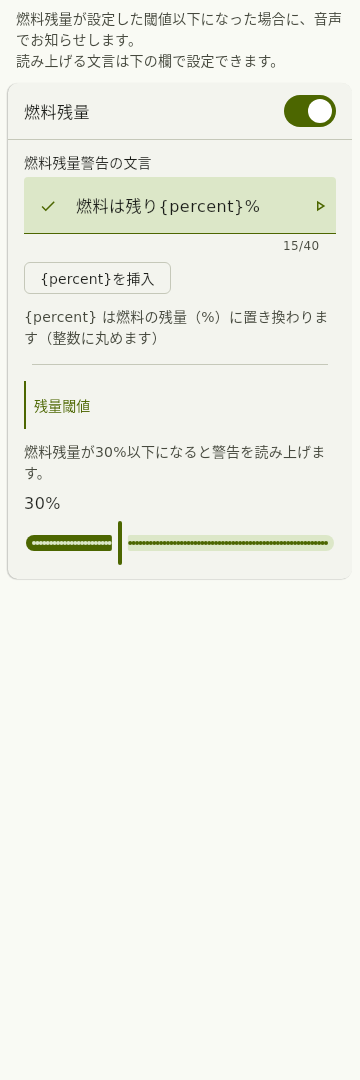 燃料残量が設定した閾値以下になった場合に、音声
でお知らせします。
読み上げる文言は下の欄で設定できます。
燃料残量
燃料残量警告の文言
燃料は残り{percent}%
15/40
{percent}を挿入
{percent} は燃料の残量（%）に置き換わりま
す（整数に丸めます）
残量閾値
燃料残量が30%以下になると警告を読み上げま
す。
30%